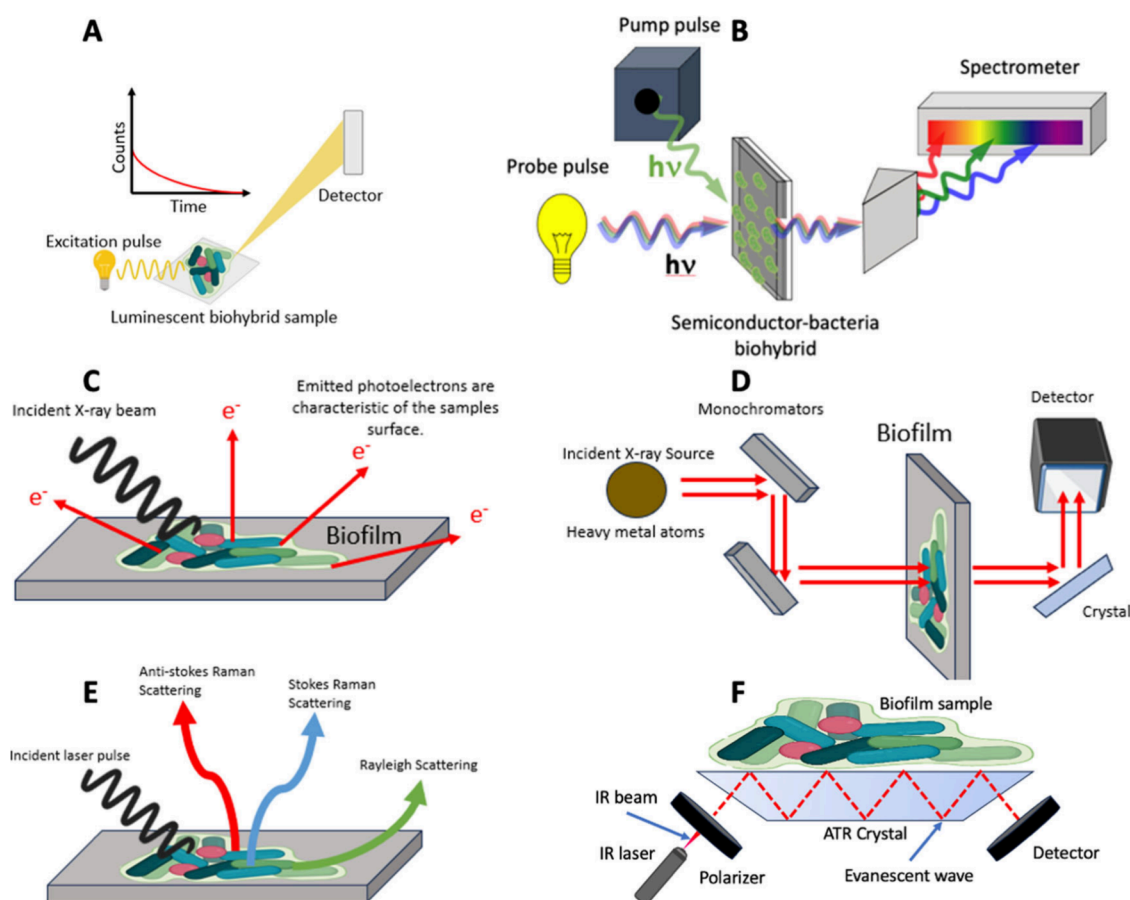 A
Counts
Time
Detector
Excitation pulse
Luminescent biohybrid sample
B
Pump pulse
Spectrometer
Probe pulse
hν
hν
Semiconductor-bacteria
biohybrid
C
Incident X-ray beam
Emitted photoelectrons are
characteristic of the samples
surface.
e-
e-
e-
e-
Biofilm
D
Monochromators
Detector
Biofilm
Incident X-ray Source
Heavy metal atoms
Crystal
E
Anti-stokes Raman
Scattering
Stokes Raman
Scattering
Incident laser pulse
Rayleigh Scattering
F
Biofilm sample
IR beam
IR laser
Polarizer
ATR Crystal
Evanescent wave
Detector